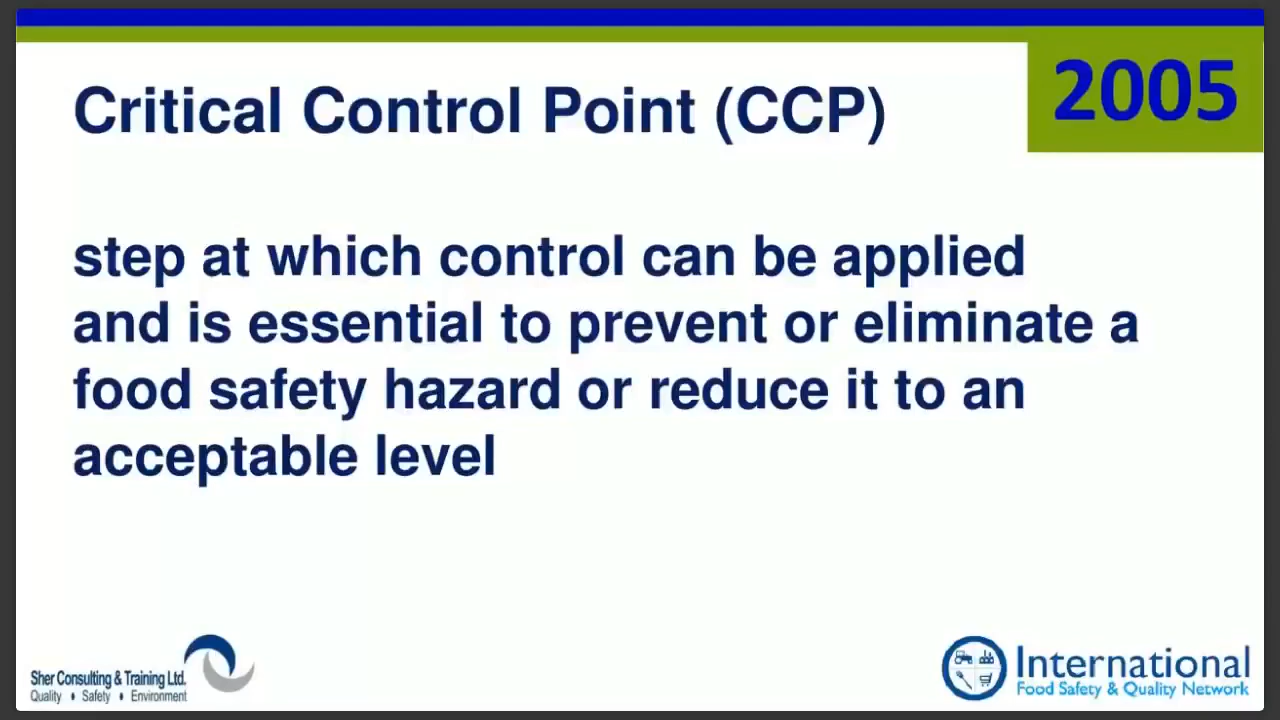 2005
Critical Control Point (CCP)
step at which control can be applied
and is essential to prevent or eliminate a
food safety hazard or reduce it to an
acceptable level
Sher Consulting & Training Ltd.
Quality • Safety • Environment
International
Food Safety & Quality Network